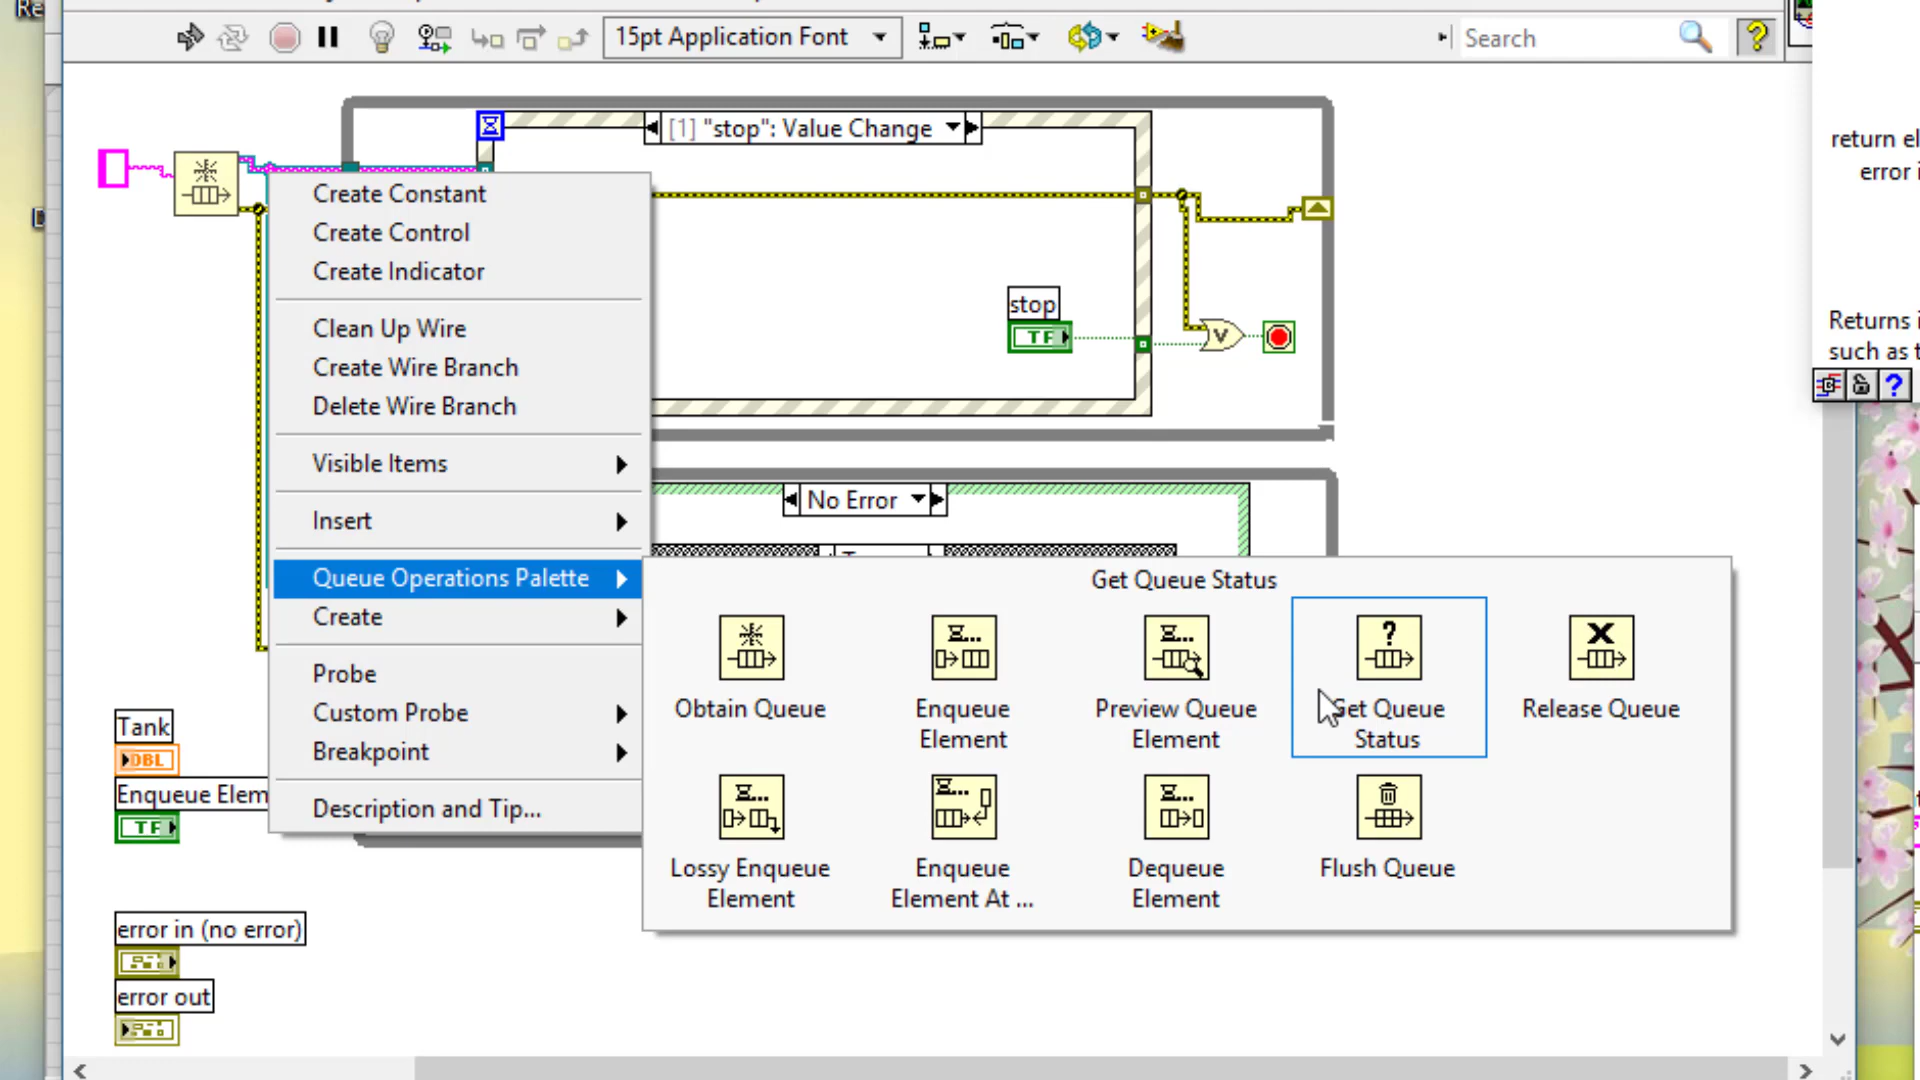 Re
15pt Application Font
Search
[1] "stop": Value Change
return el
error i
Create Constant
Create Control
Create Indicator
stop
TF
V
Returns i
such as t
Clean Up Wire
Create Wire Branch
Delete Wire Branch
Visible Items
No Error
Insert
Queue Operations Palette
Get Queue Status
Create
Probe
Custom Probe
Breakpoint
Description and Tip...
Obtain Queue
Enqueue
Element
Preview Queue
Element
Get Queue
Status
Release Queue
Lossy Enqueue
Element
Enqueue
Element At ...
Dequeue
Element
Flush Queue
Tank
DBL
Enqueue Elem
TF
error in (no error)
error out